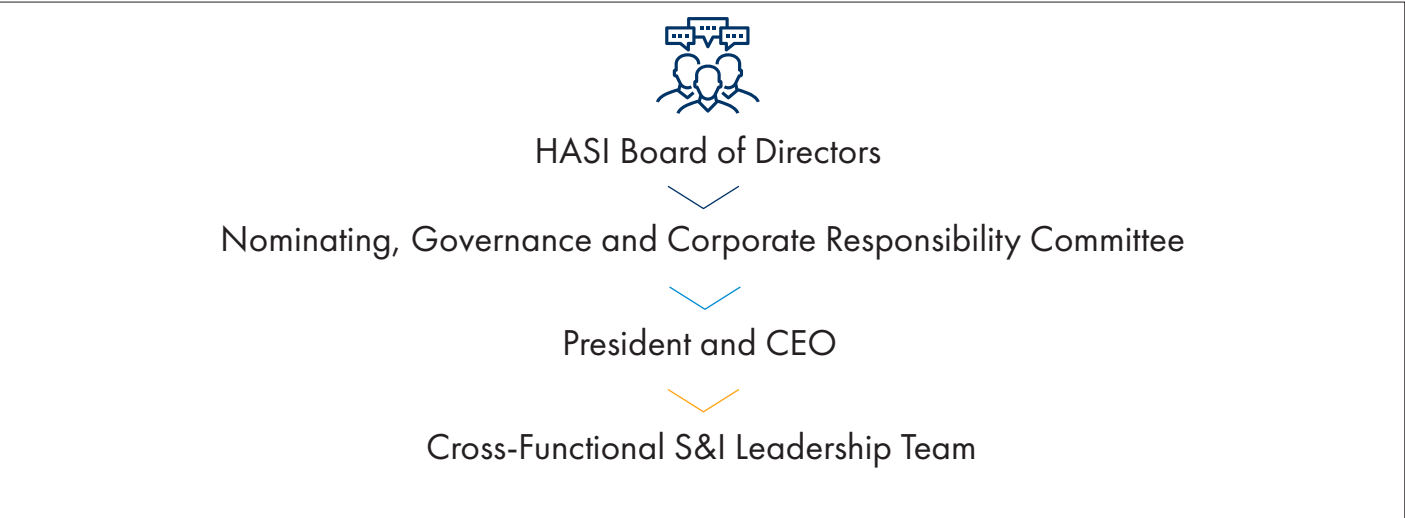 HASI Board of Directors
Nominating, Governance and Corporate Responsibility Committee
President and CEO
Cross-Functional S&I Leadership Team